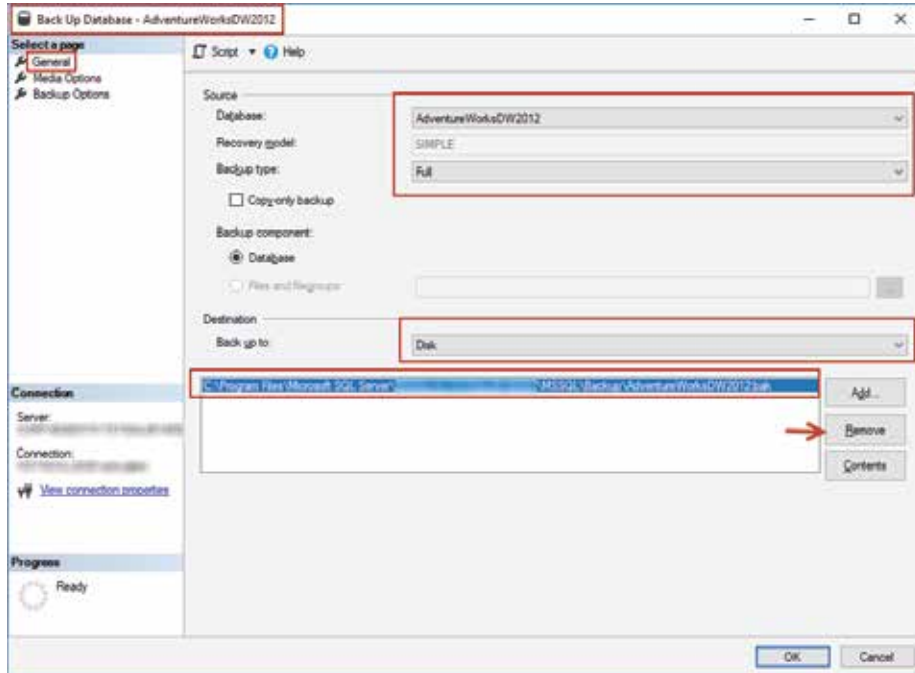 Back Up Database - AdventureWorksDW2012
Select a page
General
Media Options
Backup Options
Script
Help
Source
Database:
AdventureWorksDW2012
Recovery model:
SIMPLE
Backup type:
Full
Copy-only backup
Backup component:
Database
Files and filegroups:
...
Destination
Back up to:
Disk
C:\Program Files\Microsoft SQL Server\ \MSSQL\Backup\AdventureWorksDW2012.bak
Add...
Remove
Contents
Connection
Server:
Connection:
View connection properties
Progress
Ready
OK
Cancel